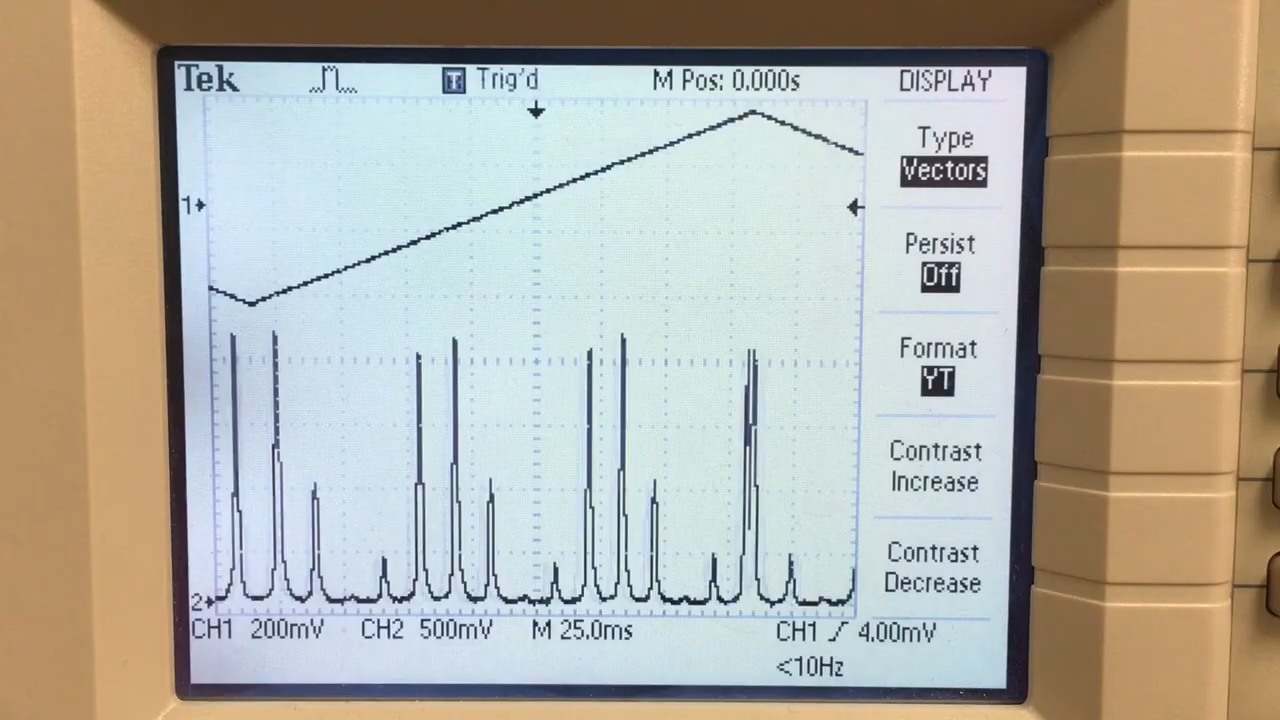 Tek T Trig'd M Pos: 0.000s DISPLAY
Type
Vectors
1
Persist
Off
Format
YT
Contrast
Increase
Contrast
Decrease
2
CH1 200mV CH2 500mV M 25.0ms CH1 4.00mV
<10Hz